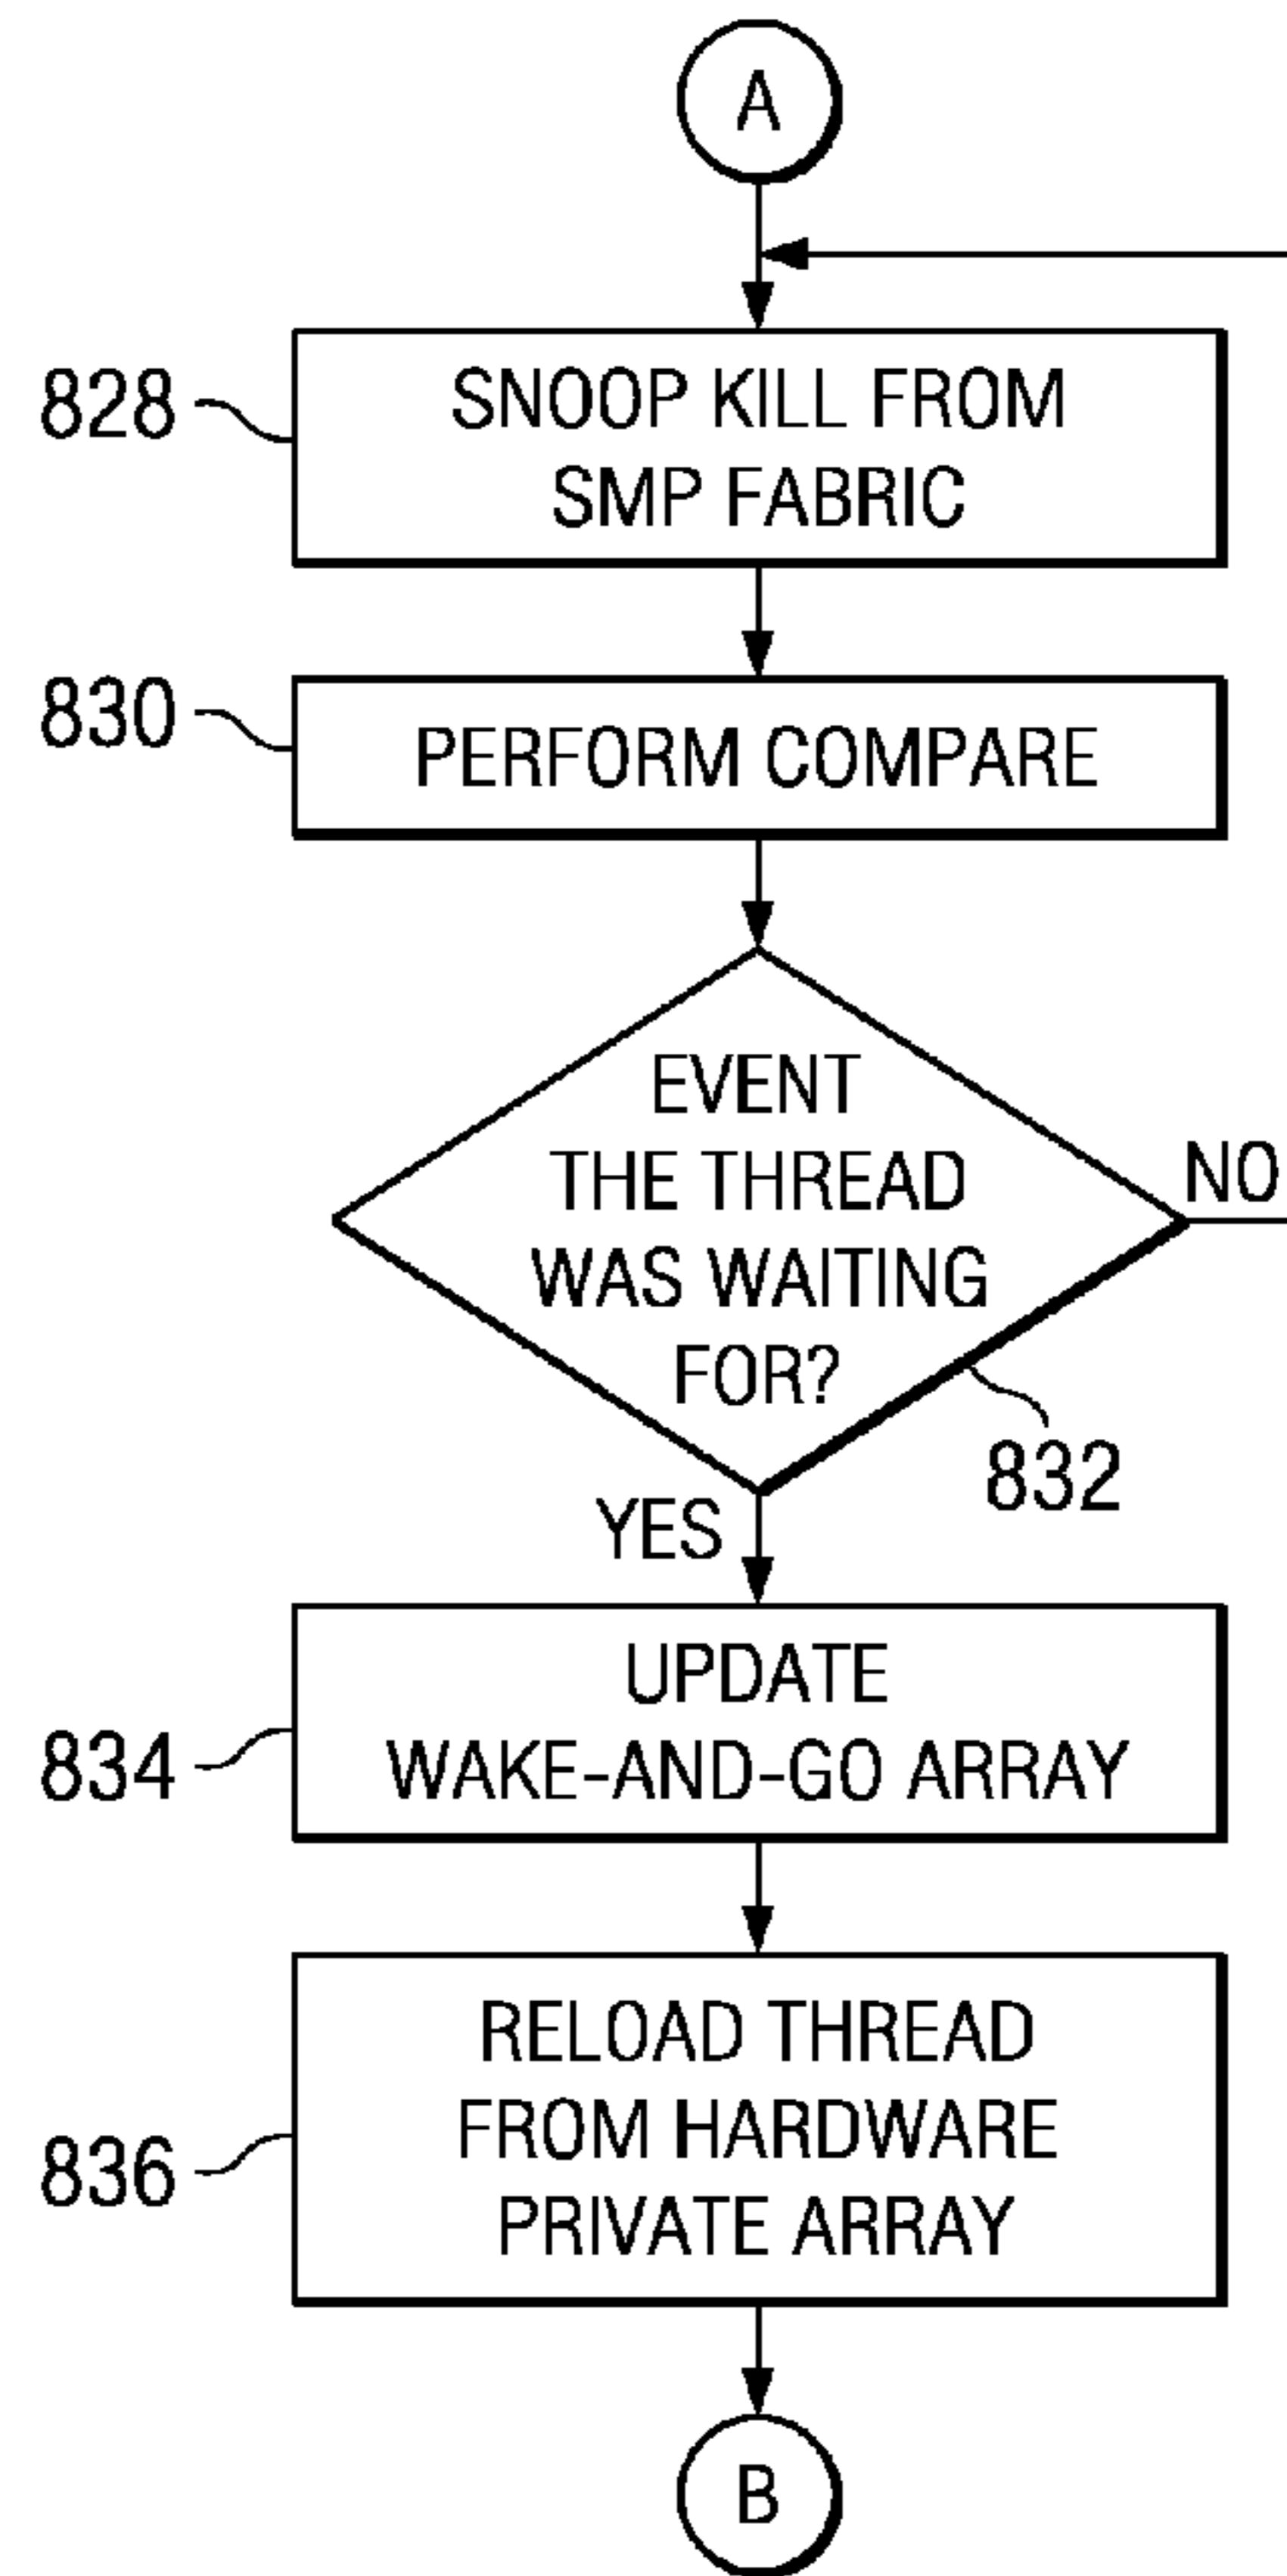 A
828
SNOOP KILL FROM
SMP FABRIC
830
PERFORM COMPARE
EVENT
THE THREAD
WAS WAITING
FOR?
NO
832
YES
834
UPDATE
WAKE-AND-GO ARRAY
836
RELOAD THREAD
FROM HARDWARE
PRIVATE ARRAY
B